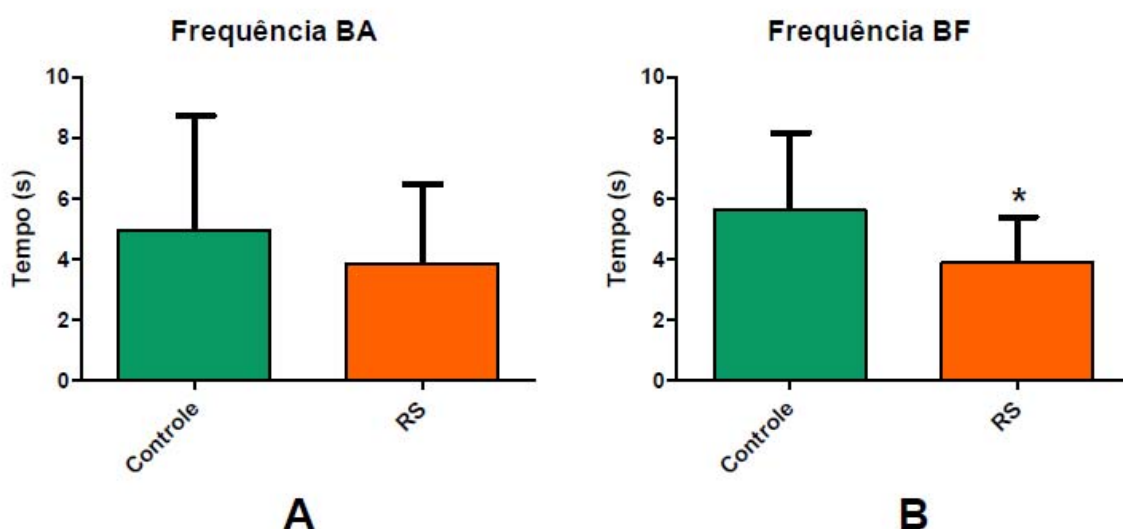 Frequência BA
Tempo (s)
10
8
6
4
2
0
Controle
RS
A
Frequência BF
Tempo (s)
10
8
6
4
2
0
*
Controle
RS
B